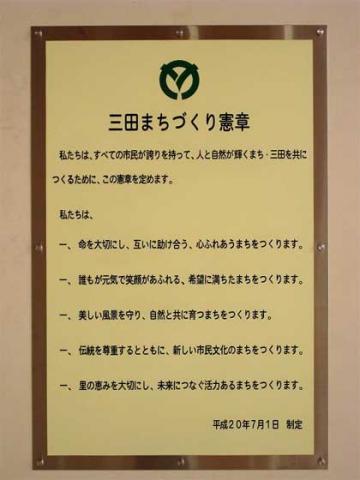 三田まちづくり憲章
私たちは、すべての市民が誇りを持って、人と自然が輝くまち・三田を共に
つくるために、この憲章を定めます。
私たちは、
一、 命を大切にし、互いに助け合う、心ふれあうまちをつくります。
一、 誰もが元気で笑顔があふれる、希望に満ちたまちをつくります。
一、 美しい風景を守り、自然と共に育つまちをつくります。
一、 伝統を尊重するとともに、新しい市民文化のまちをつくります。
一、 里の恵みを大切にし、未来につなぐ活力あるまちをつくります。
平成20年7月1日 制定